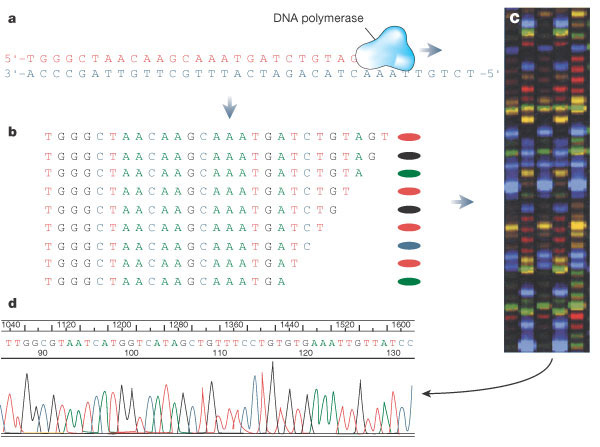 a
DNA polymerase
c
5'-TGGGCTAACAAGCAAATGATCTGTAG
3'-ACCCGATTGTTCGTTTACTAGACATCAAATTGTCT-5'
b
TGGGCTAACAAGCAAATGATCTGTAGT
TGGGCTAACAAGCAAATGATCTGTAG
TGGGCTAACAAGCAAATGATCTGTA
TGGGCTAACAAGCAAATGATCTGT
TGGGCTAACAAGCAAATGATCTG
TGGGCTAACAAGCAAATGATCT
TGGGCTAACAAGCAAATGATC
TGGGCTAACAAGCAAATGAT
TGGGCTAACAAGCAAATGA
d
1040 1120 1200 1280 1360 1440 1520 1600
TTGGCGTAATCATGGTCATAGCTGTTTCCTGTGTGAAATTGTTATCC
90 100 110 120 130